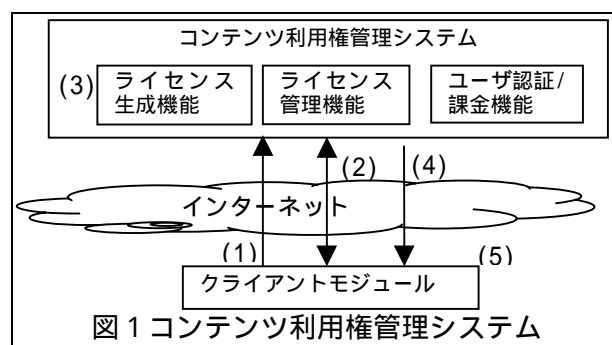 コンテンツ利用権管理システム
(3)
ライセンス
生成機能
ライセンス
管理機能
ユーザ認証/
課金機能
(2)
(4)
インターネット
(1)
(5)
クライアントモジュール
図1コンテンツ利用権管理システム